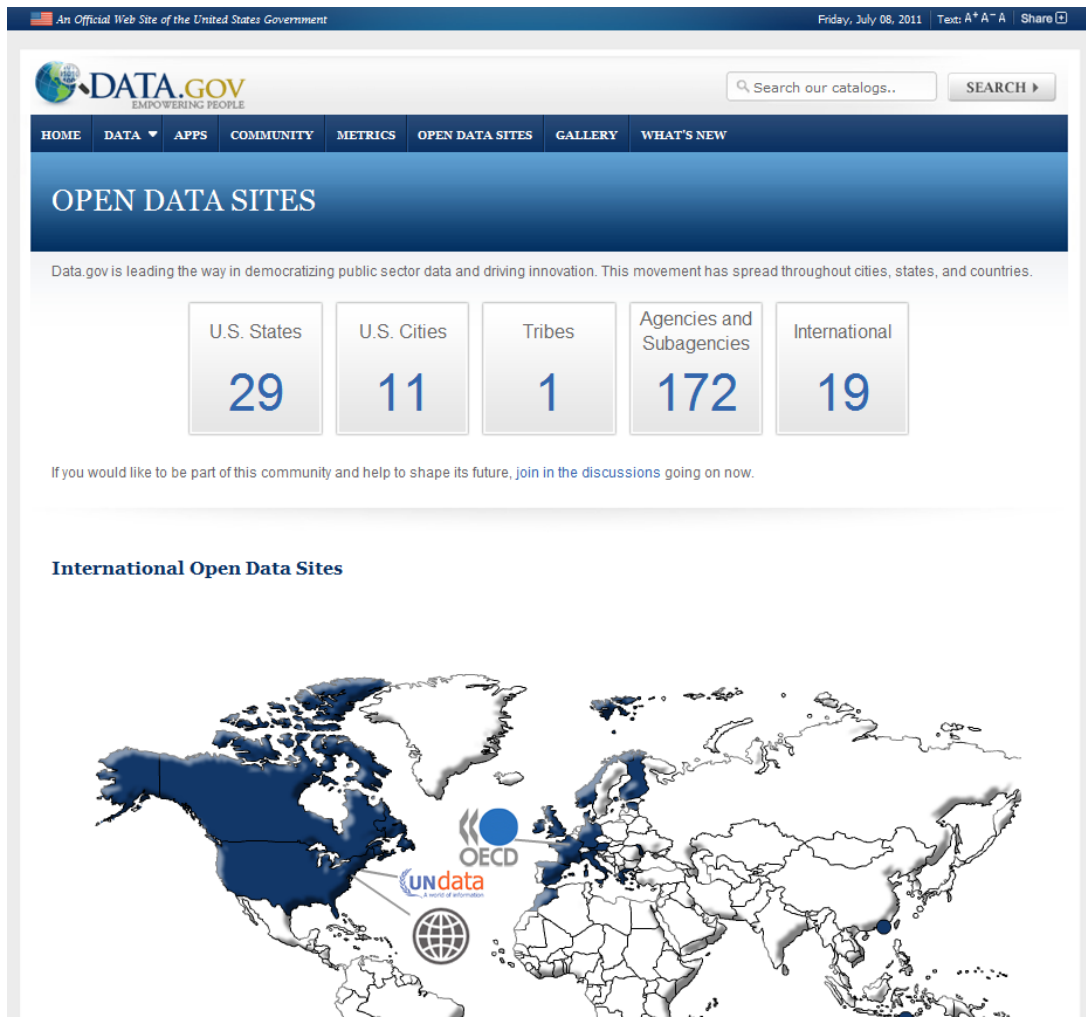 An Official Web Site of the United States Government
Friday, July 08, 2011 Text: A+ A- A Share
DATA.GOV
EMPOWERING PEOPLE
Search our catalogs..
SEARCH
HOME DATA APPS COMMUNITY METRICS OPEN DATA SITES GALLERY WHAT'S NEW
OPEN DATA SITES
Data.gov is leading the way in democratizing public sector data and driving innovation. This movement has spread throughout cities, states, and countries.
U.S. States
29
U.S. Cities
11
Tribes
1
Agencies and
Subagencies
172
International
19
If you would like to be part of this community and help to shape its future, join in the discussions going on now.
International Open Data Sites
OECD
UNdata
A world of information